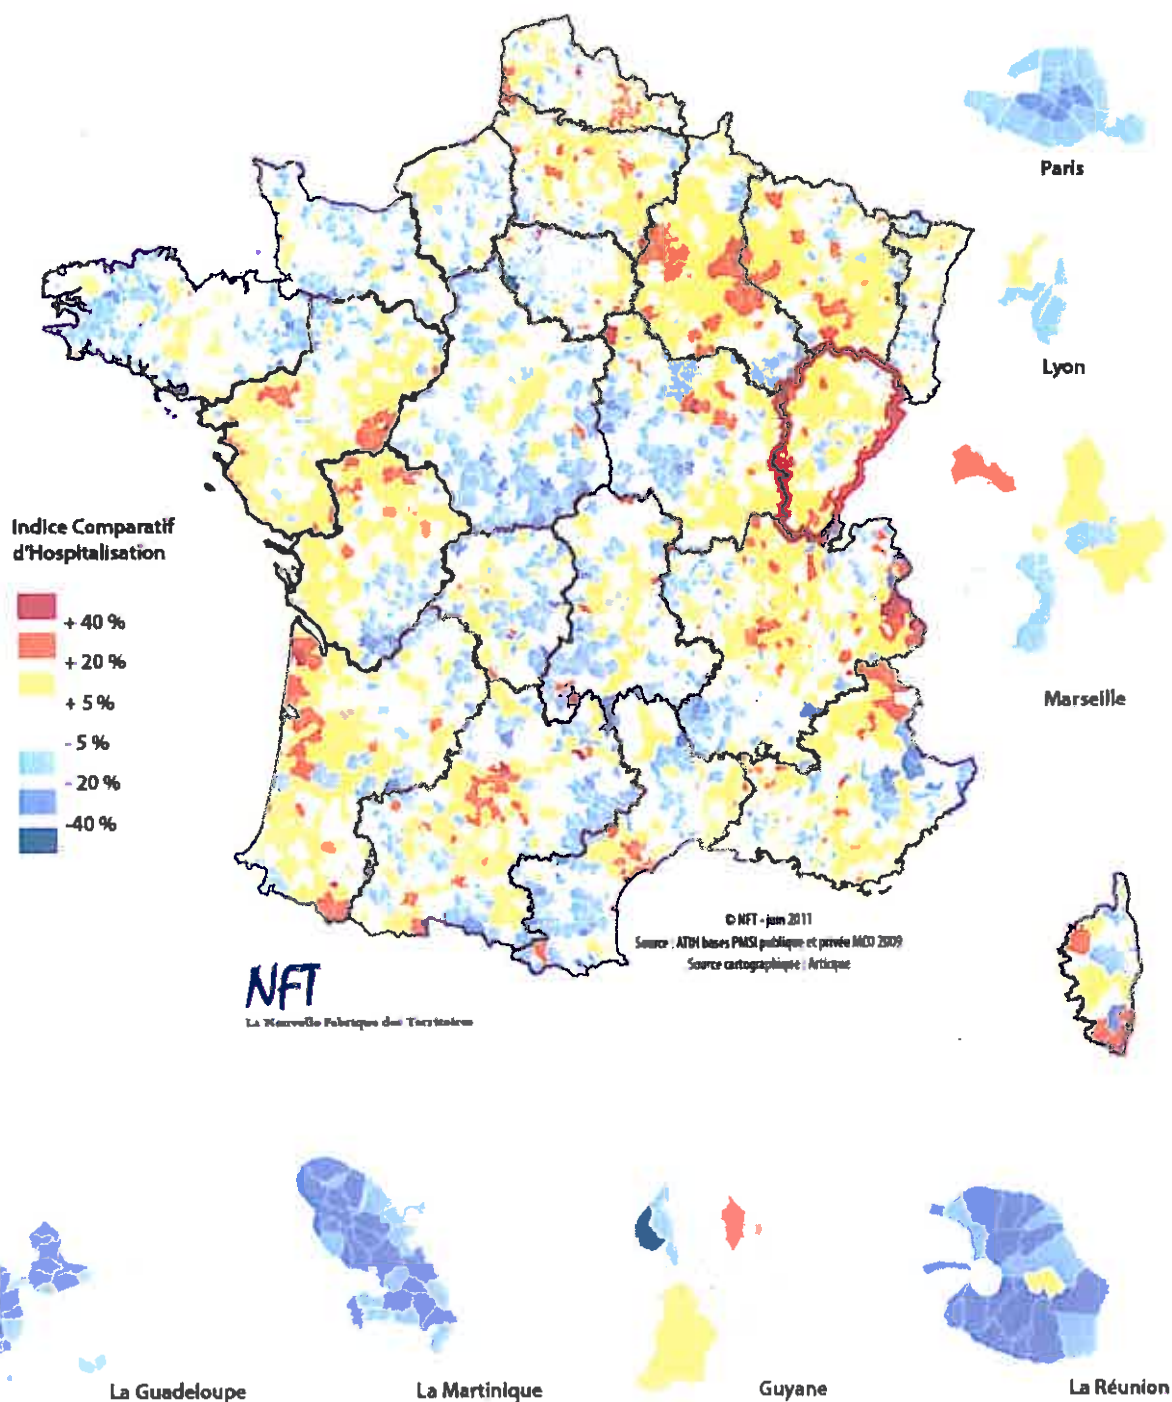 Paris
Lyon
Indice Comparatif
d'Hospitalisation
+ 40 %
+ 20 %
+ 5 %
- 5 %
- 20 %
-40 %
Marseille
© NFT - juin 2011
Source : ATIH bases PMSI publique et privée MCO 2009
Source cartographique : Articque
NFT
La Nouvelle Fabrique des Territoires
La Guadeloupe
La Martinique
Guyane
La Réunion